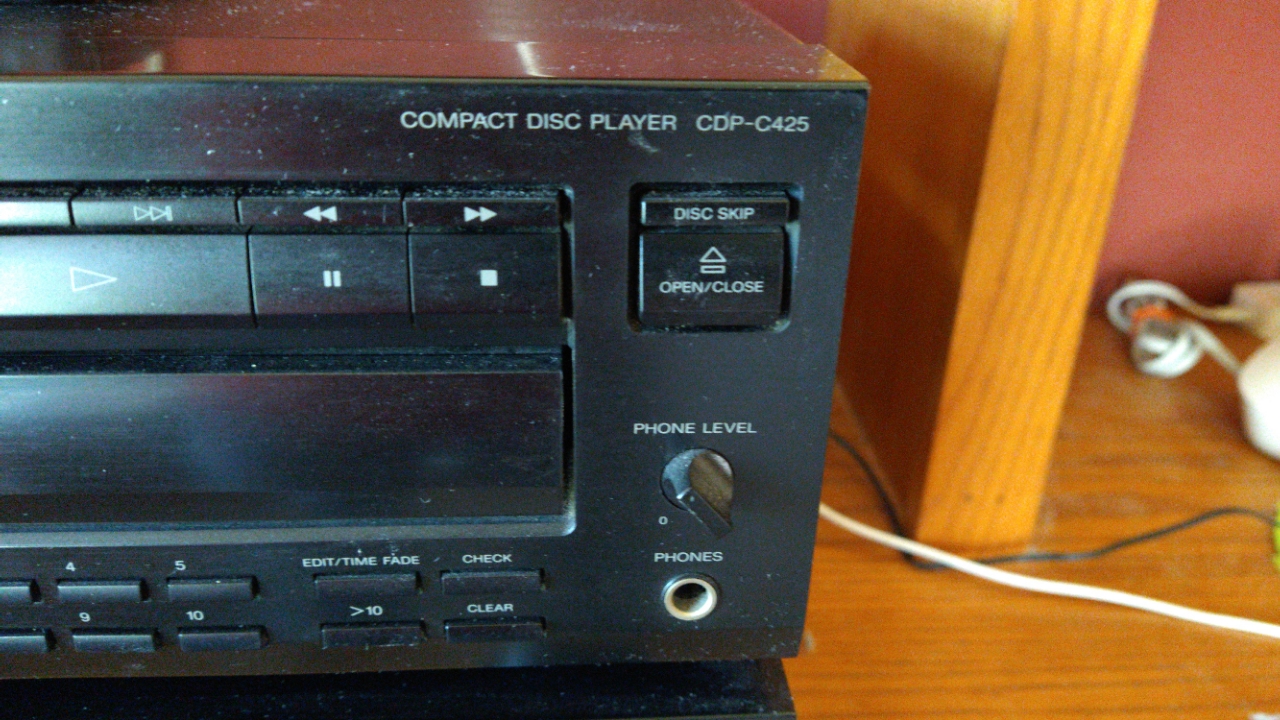 COMPACT DISC PLAYER CDP-C425
DISC SKIP
OPEN/CLOSE
PHONE LEVEL
0
PHONES
EDIT/TIME FADE CHECK
4 5
>10 CLEAR
9 10